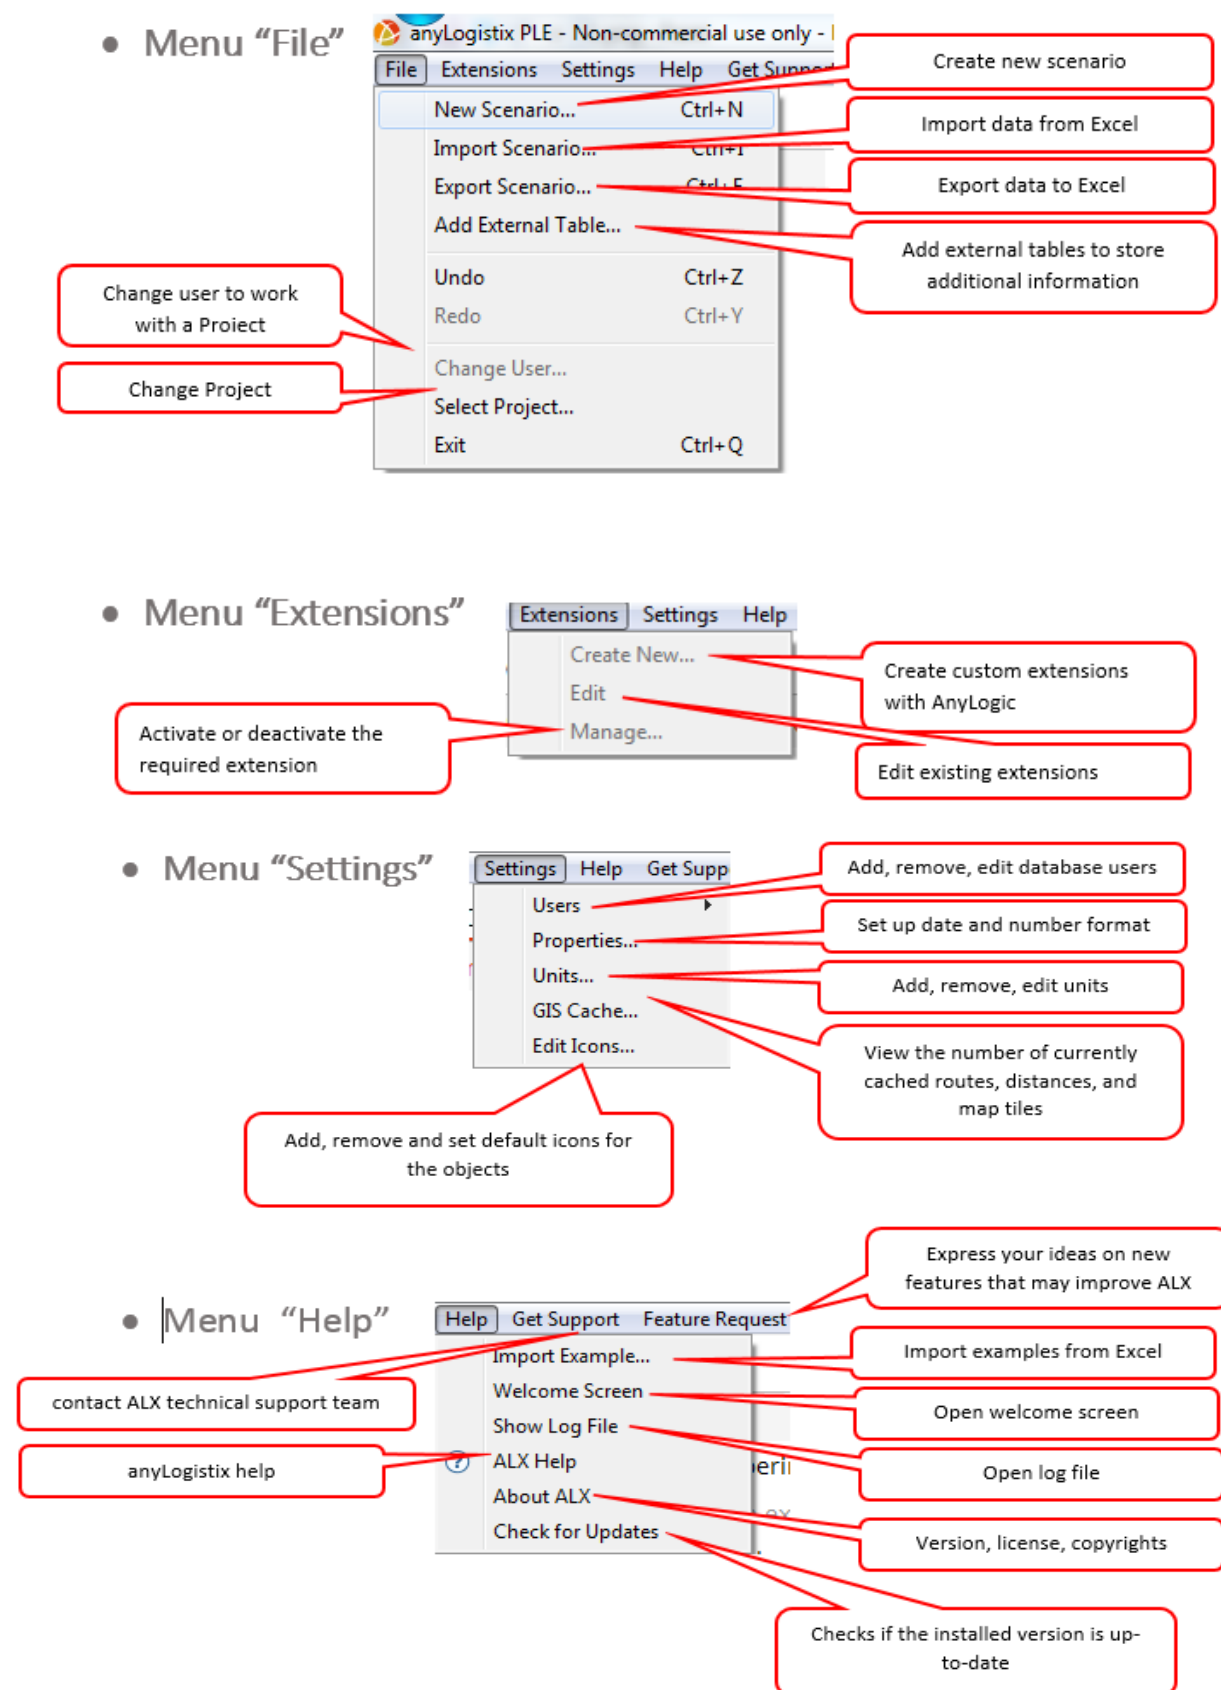 • Menu “File”
anyLogistix PLE - Non-commercial use only -
File Extensions Settings Help Get Support
New Scenario... Ctrl+N
Import Scenario... Ctrl+I
Export Scenario... Ctrl+E
Add External Table...
Undo Ctrl+Z
Redo Ctrl+Y
Change User...
Select Project...
Exit Ctrl+Q
Create new scenario
Import data from Excel
Export data to Excel
Add external tables to store
additional information
Change user to work
with a Project
Change Project
• Menu “Extensions”
Extensions Settings Help
Create New...
Edit
Manage...
Create custom extensions
with AnyLogic
Activate or deactivate the
required extension
Edit existing extensions
• Menu “Settings”
Settings Help Get Supp
Users
Properties...
Units...
GIS Cache...
Edit Icons...
Add, remove, edit database users
Set up date and number format
Add, remove, edit units
View the number of currently
cached routes, distances, and
map tiles
Add, remove and set default icons for
the objects
• Menu “Help”
Help Get Support Feature Request
Import Example...
Welcome Screen
Show Log File
ALX Help
About ALX
Check for Updates
Express your ideas on new
features that may improve ALX
Import examples from Excel
contact ALX technical support team
Open welcome screen
anyLogistix help
Open log file
Version, license, copyrights
Checks if the installed version is up-
to-date